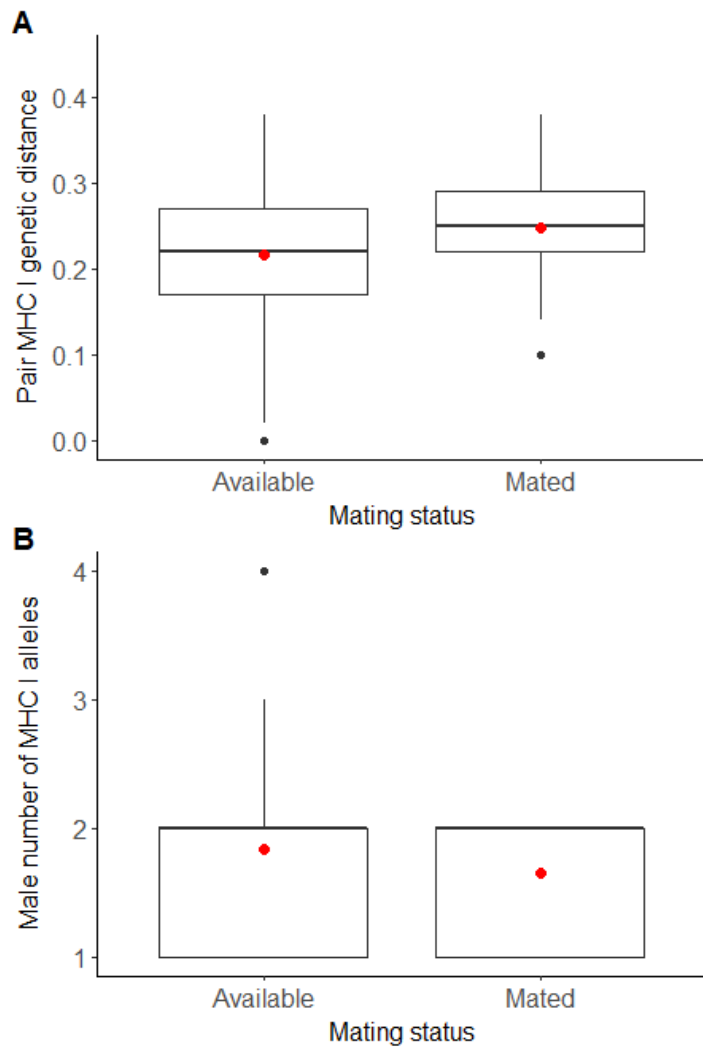 A
Pair MHC I genetic distance
0.4
0.3
0.2
0.1
0.0
Available Mated
Mating status
B
Male number of MHC I alleles
4
3
2
1
Available Mated
Mating status